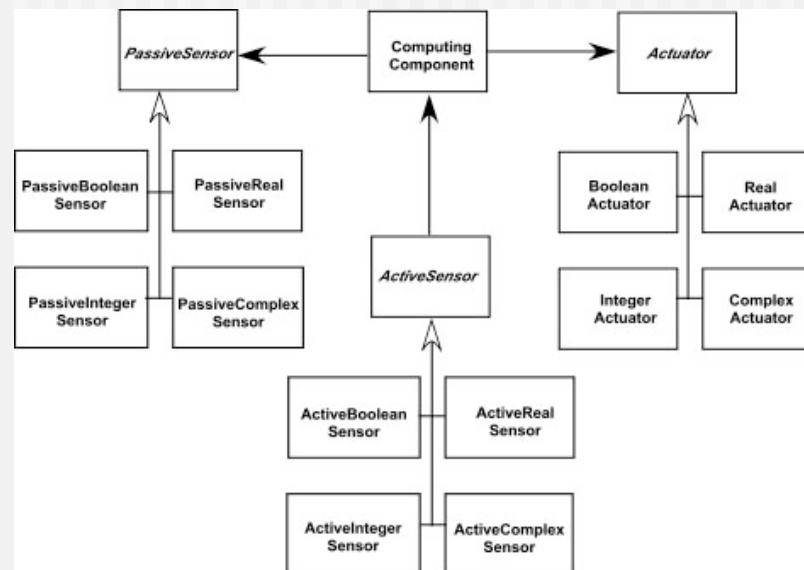 PassiveSensor
Computing
Component
Actuator
PassiveBoolean
Sensor
PassiveReal
Sensor
Boolean
Actuator
Real
Actuator
ActiveSensor
PassiveInteger
Sensor
PassiveComplex
Sensor
Integer
Actuator
Complex
Actuator
ActiveBoolean
Sensor
ActiveReal
Sensor
ActiveInteger
Sensor
ActiveComplex
Sensor